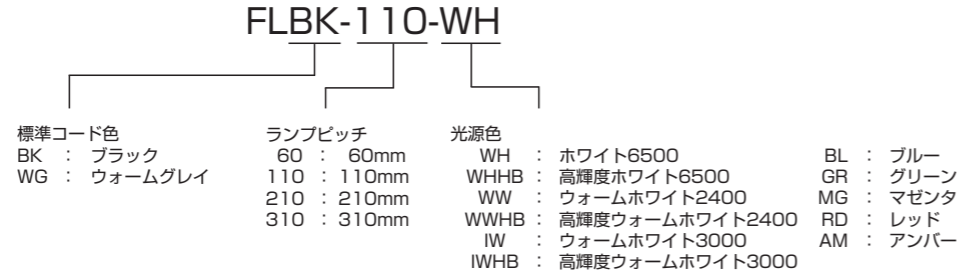 FLBK-110-WH
標準コード色
BK ： ブラック
WG ： ウォームグレイ
ランプピッチ
60 ： 60mm
110 ： 110mm
210 ： 210mm
310 ： 310mm
光源色
WH ： ホワイト6500
WHHB ： 高輝度ホワイト6500
WW ： ウォームホワイト2400
WWHB ： 高輝度ウォームホワイト2400
IW ： ウォームホワイト3000
IWHB ： 高輝度ウォームホワイト3000
BL ： ブルー
GR ： グリーン
MG ： マゼンタ
RD ： レッド
AM ： アンバー